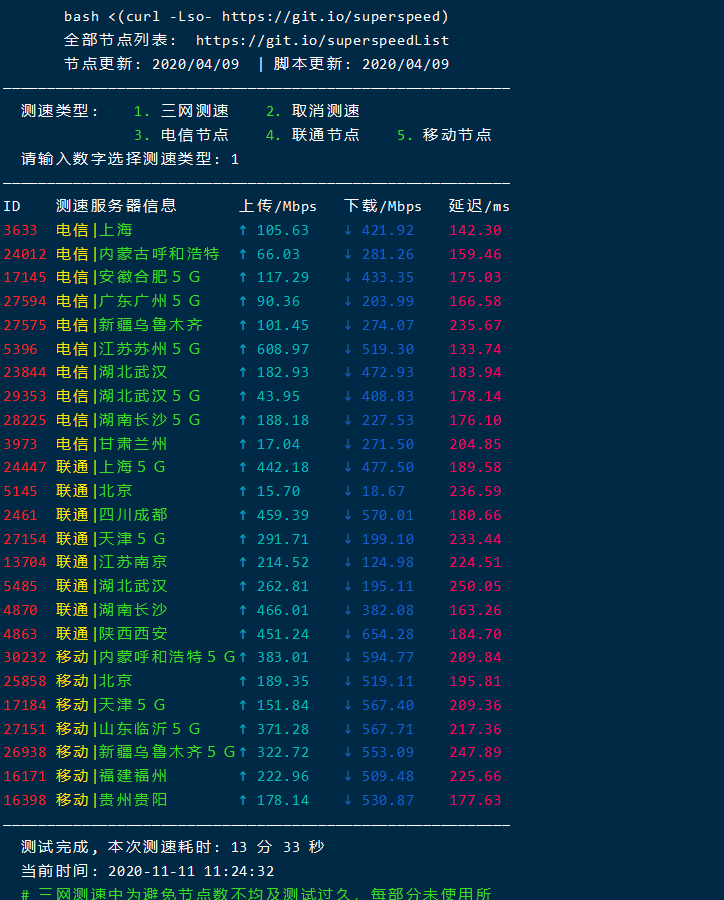 bash <(curl -Lso- https://git.io/superspeed)
全部节点列表: https://git.io/superspeedList
节点更新: 2020/04/09 | 脚本更新: 2020/04/09
测速类型: 1. 三网测速 2. 取消测速
3. 电信节点 4. 联通节点 5. 移动节点
请输入数字选择测速类型: 1
ID 测速服务器信息 上传/Mbps 下载/Mbps 延迟/ms
3633 电信|上海 ↑ 105.63 ↓ 421.92 142.30
24012 电信|内蒙古呼和浩特 ↑ 66.03 ↓ 281.26 159.46
17145 电信|安徽合肥5G ↑ 117.29 ↓ 433.35 175.03
27594 电信|广东广州5G ↑ 90.36 ↓ 203.99 166.58
27575 电信|新疆乌鲁木齐 ↑ 101.45 ↓ 274.07 235.67
5396 电信|江苏苏州5G ↑ 608.97 ↓ 519.30 133.74
23844 电信|湖北武汉 ↑ 182.93 ↓ 472.93 183.94
29353 电信|湖北武汉5G ↑ 43.95 ↓ 408.83 178.14
28225 电信|湖南长沙5G ↑ 188.18 ↓ 227.53 176.10
3973 电信|甘肃兰州 ↑ 17.04 ↓ 271.50 204.85
24447 联通|上海5G ↑ 442.18 ↓ 477.50 189.58
5145 联通|北京 ↑ 15.70 ↓ 18.67 236.59
2461 联通|四川成都 ↑ 459.39 ↓ 570.01 180.66
27154 联通|天津5G ↑ 291.71 ↓ 199.10 233.44
13704 联通|江苏南京 ↑ 214.52 ↓ 124.98 224.51
5485 联通|湖北武汉 ↑ 262.81 ↓ 195.11 250.05
4870 联通|湖南长沙 ↑ 466.01 ↓ 382.08 163.26
4863 联通|陕西西安 ↑ 451.24 ↓ 654.28 184.70
30232 移动|内蒙呼和浩特5G↑ 383.01 ↓ 594.77 209.84
25858 移动|北京 ↑ 189.35 ↓ 519.11 195.81
17184 移动|天津5G ↑ 151.84 ↓ 567.40 209.36
27151 移动|山东临沂5G ↑ 371.28 ↓ 567.71 217.36
26938 移动|新疆乌鲁木齐5G↑ 322.72 ↓ 553.09 247.89
16171 移动|福建福州 ↑ 222.96 ↓ 509.48 225.66
16398 移动|贵州贵阳 ↑ 178.14 ↓ 530.87 177.63
测试完成, 本次测速耗时: 13 分 33 秒
当前时间: 2020-11-11 11:24:32
# 三网测速中为避免节点数不均及测试过久, 每部分未使用所